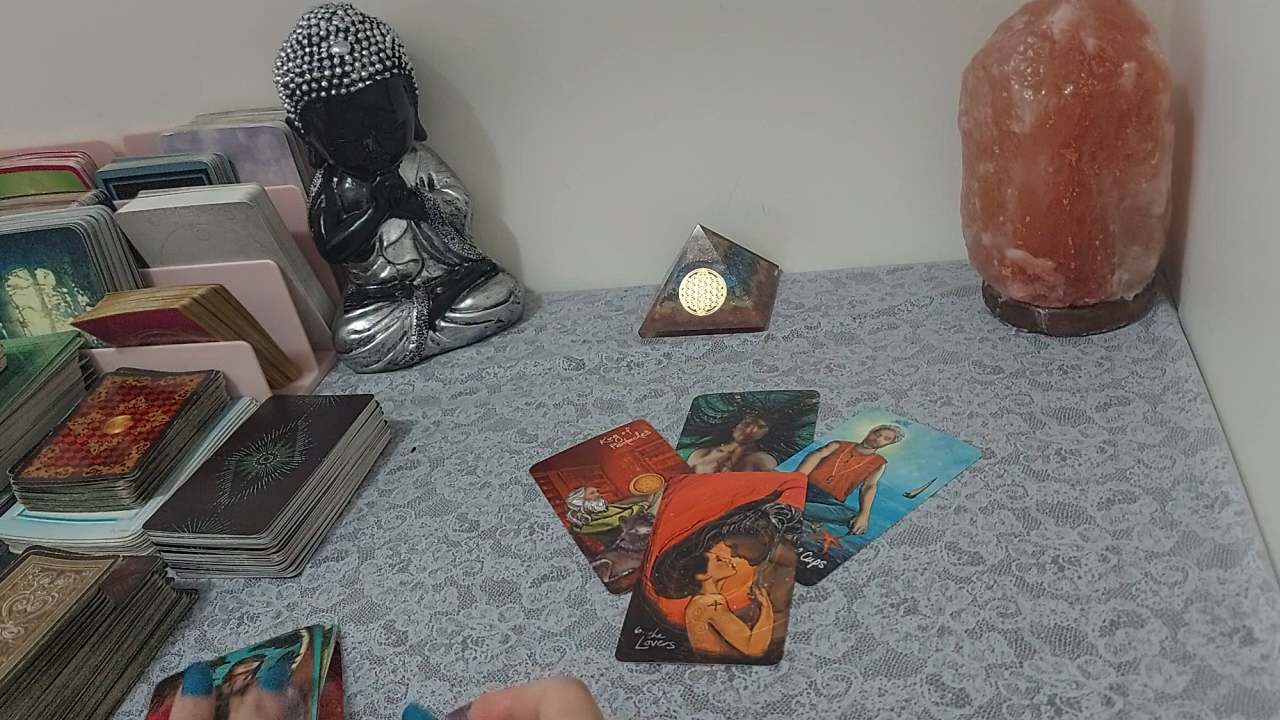 King of
Pentacles
Cups
6. the
Lovers